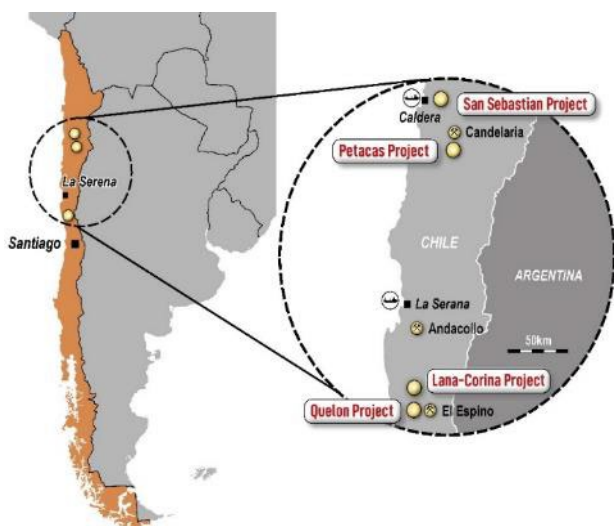 La Serena
Santiago
San Sebastian Project
Caldera
Candelaria
Petacas Project
CHILE
ARGENTINA
La Serana
Andacollo
50km
Lana-Corina Project
Quelon Project
El Espino